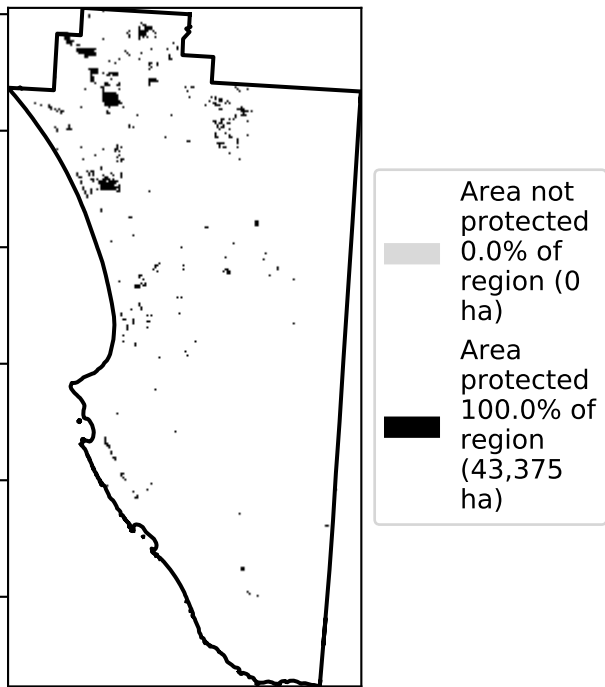 Area not
protected
0.0% of
region (0
ha)
Area
protected
100.0% of
region
(43,375
ha)